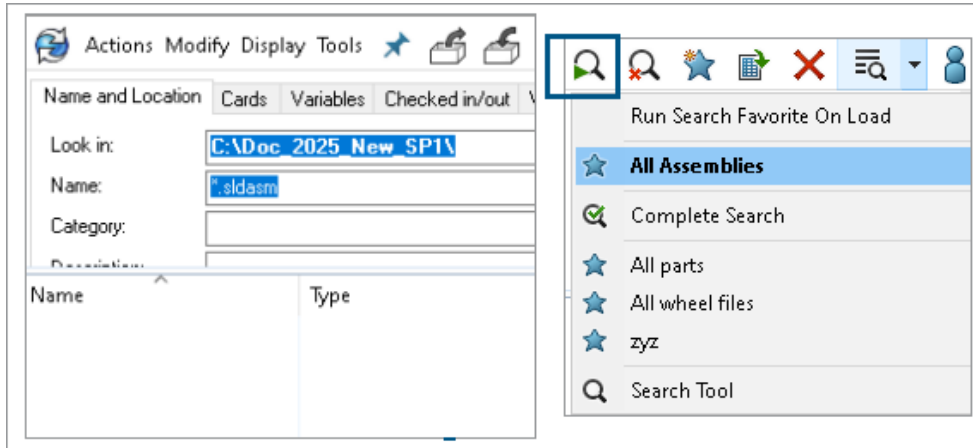 Actions Modify Display Tools
Name and Location Cards Variables Checked in/out
Look in: C:\Doc_2025_New_SP1\
Name: *.sldasm
Category:
Name Type
Run Search Favorite On Load
All Assemblies
Complete Search
All parts
All wheel files
zyz
Search Tool